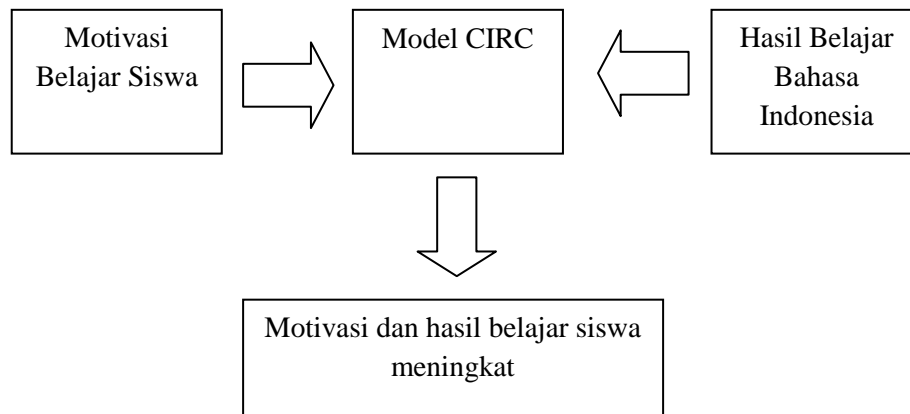 Motivasi
Belajar Siswa
Model CIRC
Hasil Belajar
Bahasa
Indonesia
Motivasi dan hasil belajar siswa
meningkat